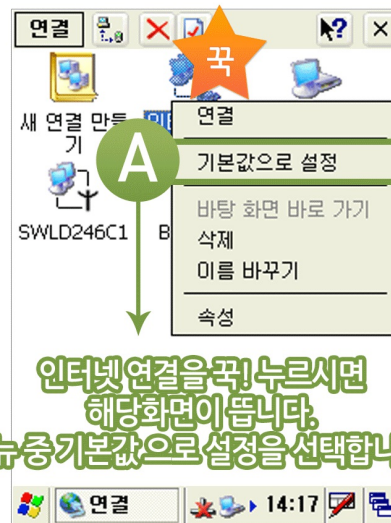 연결
?
꾹
새 연결 만들
기
연결
A
기본값으로 설정
바탕 화면 바로 가기
SWLD246C1
B
삭제
이름 바꾸기
속성
인터넷 연결을 꾹! 누르시면
해당화면이 뜹니다.
뉴 중 기본값으로 설정을 선택합니
연결
14:17